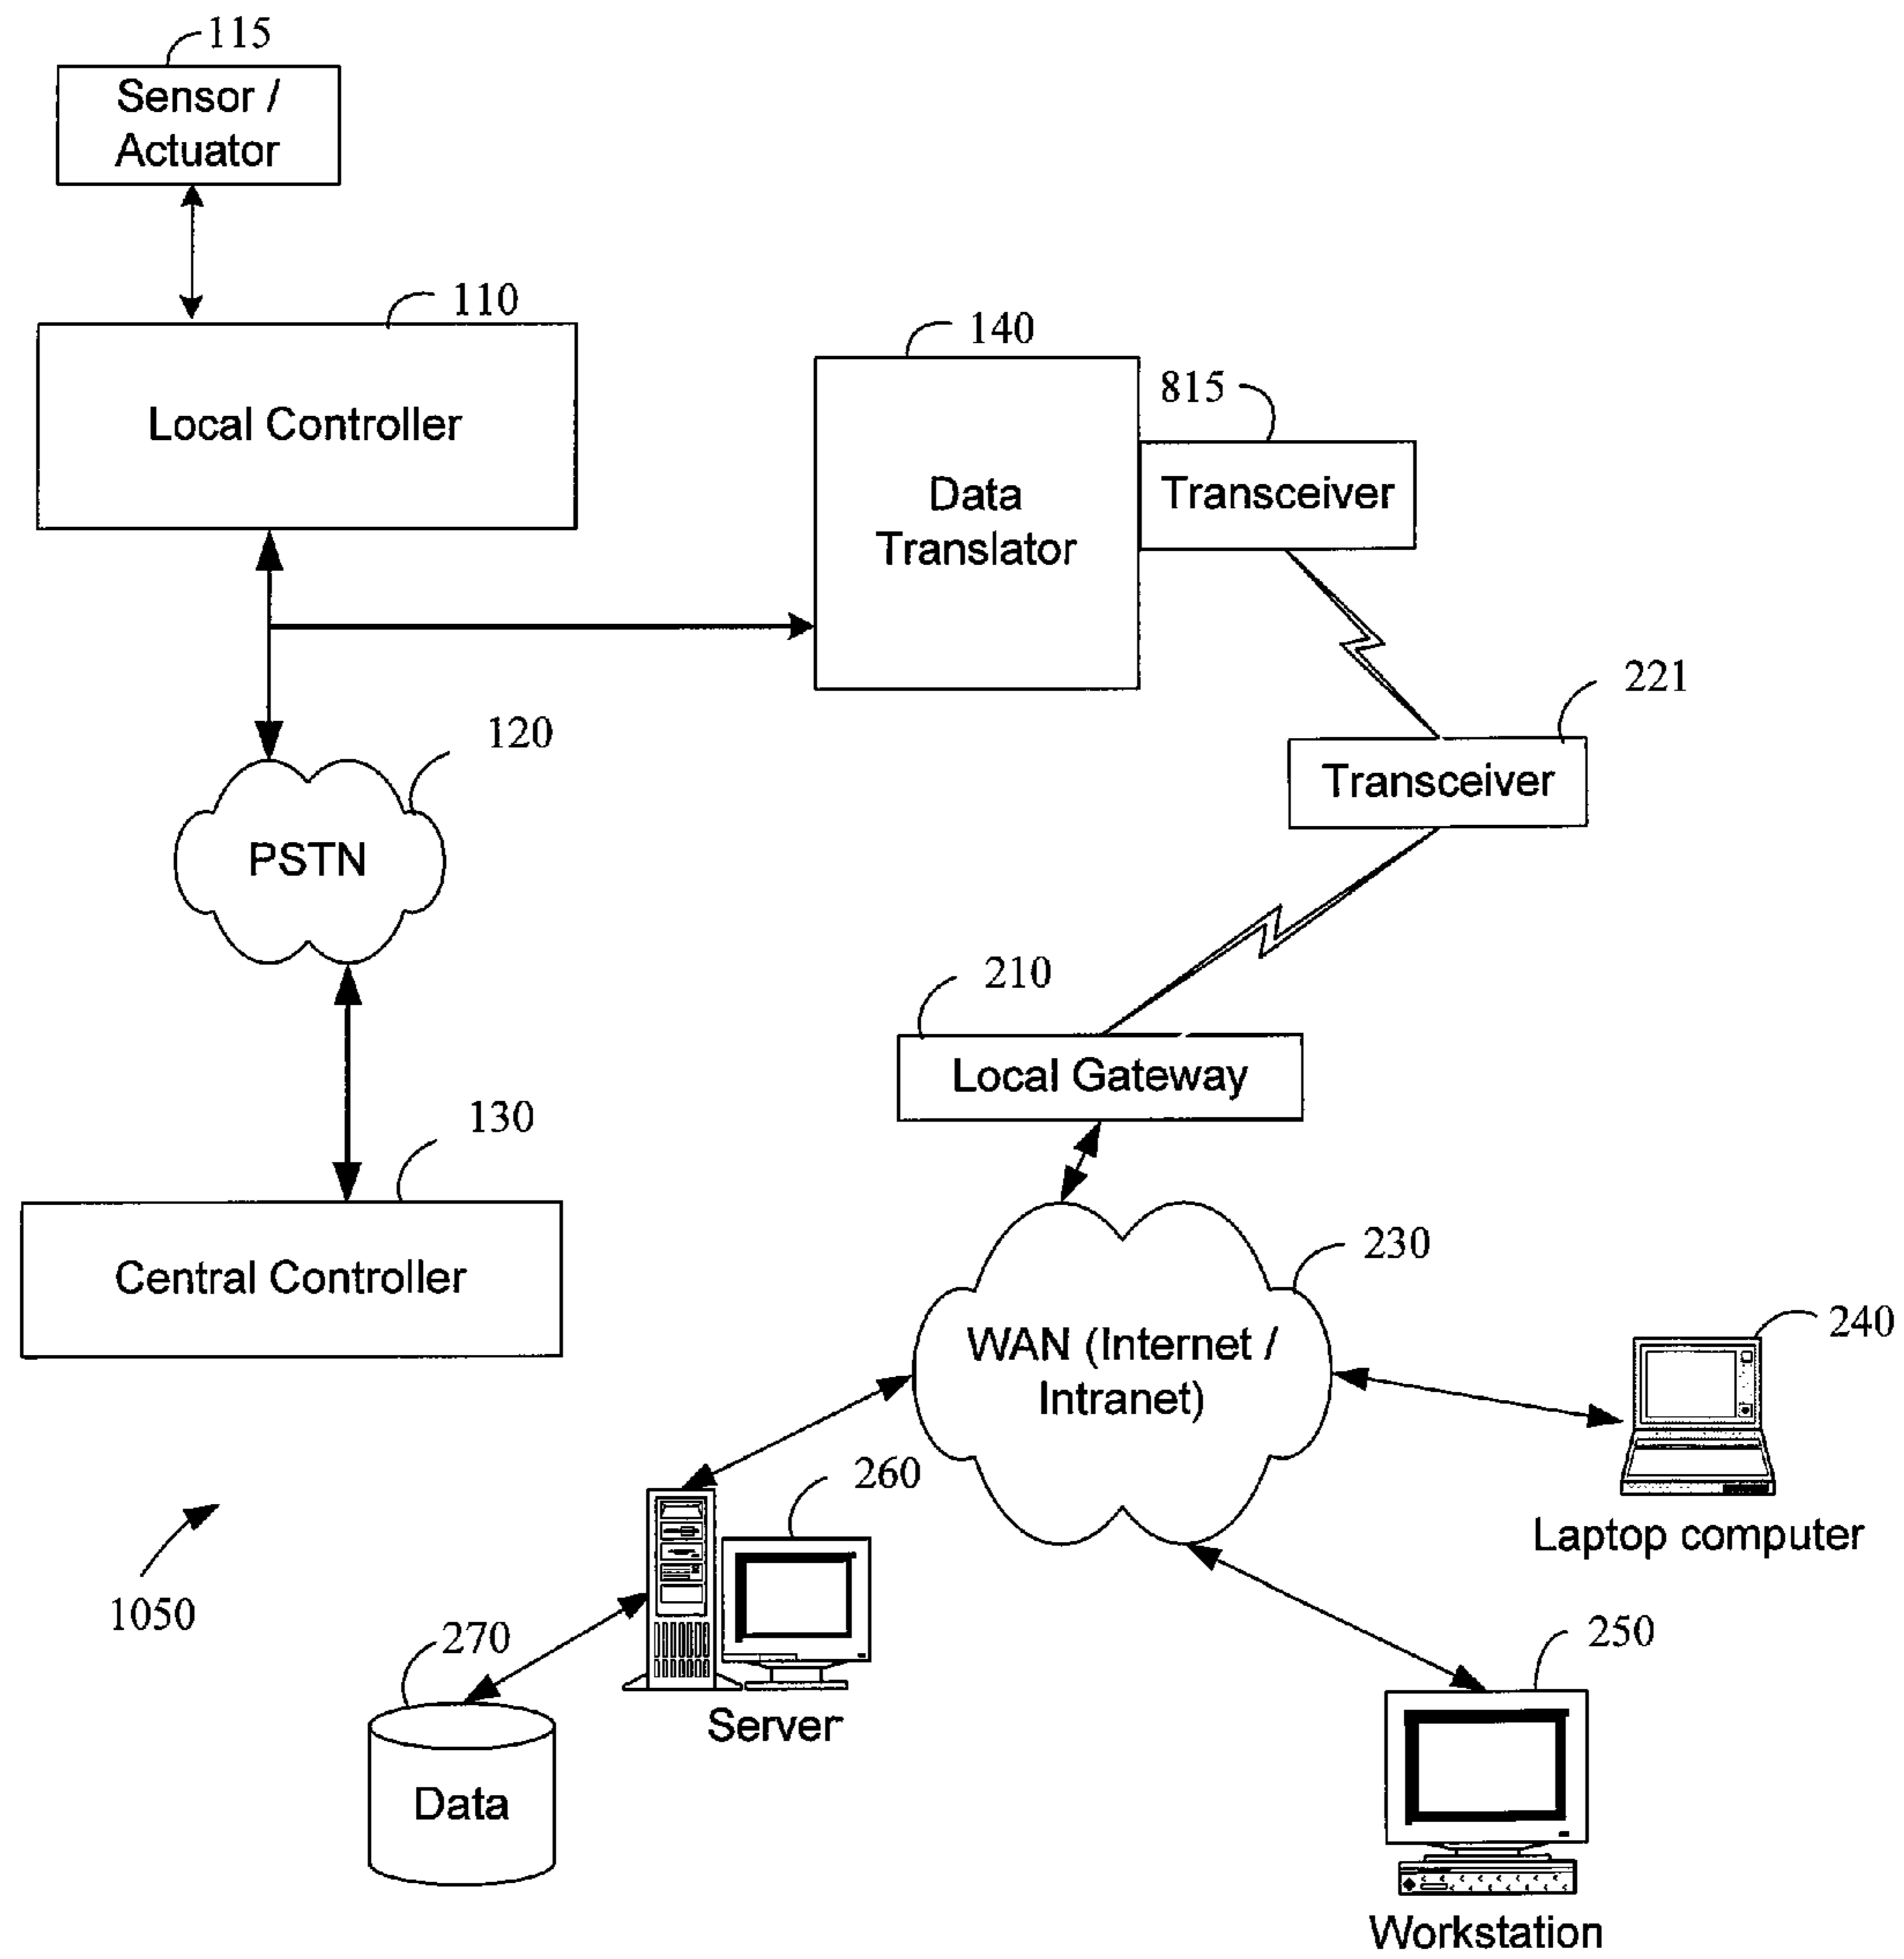 115
Sensor /
Actuator
110
Local Controller
140
815
Data
Translator
Transceiver
221
Transceiver
120
PSTN
210
Local Gateway
130
Central Controller
230
WAN (Internet /
Intranet)
240
Laptop computer
260
Server
1050
270
Data
250
Workstation